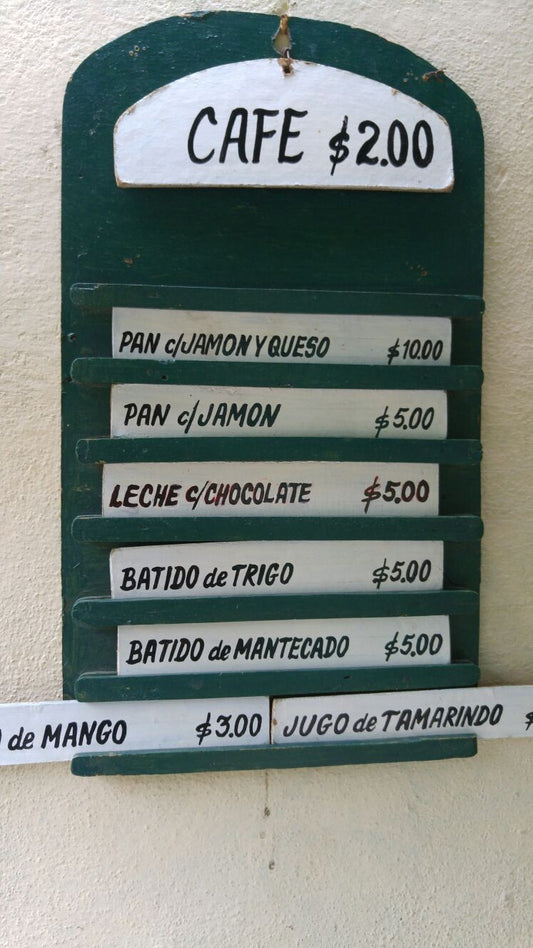 CAFE $2.00
PAN c/JAMON Y QUESO $10.00
PAN c/JAMON $5.00
LECHE c/CHOCOLATE $5.00
BATIDO de TRIGO $5.00
BATIDO de MANTECADO $5.00
de MANGO $3.00
JUGO de TAMARINDO $